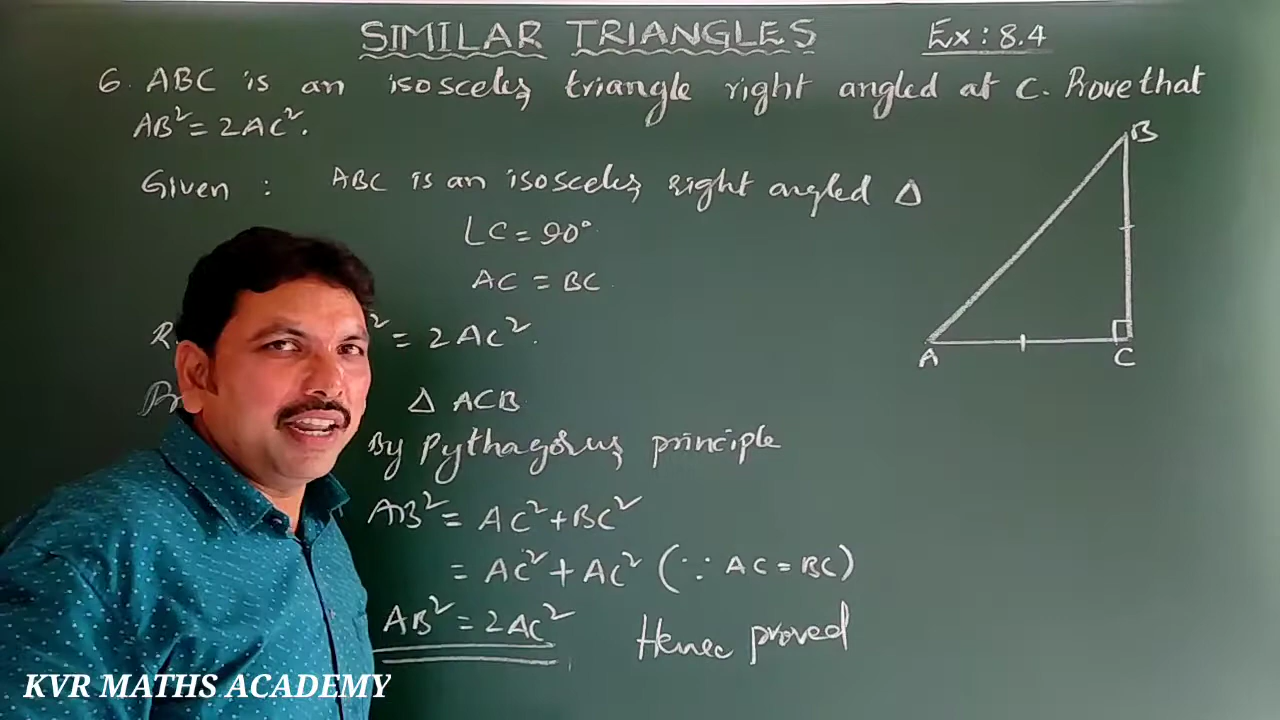 SIMILAR TRIANGLES Ex: 8.4
6. ABC is an isosceles triangle right angled at C. Prove that
AB² = 2AC².
Given : ABC is an isosceles right angled Δ
∠C = 90°
AC = BC
² = 2AC².
Δ ACB
By Pythagorus principle
AB² = AC² + BC²
= AC² + AC² (∵ AC = BC)
AB² = 2AC² Hence proved
B
A
C
KVR MATHS ACADEMY